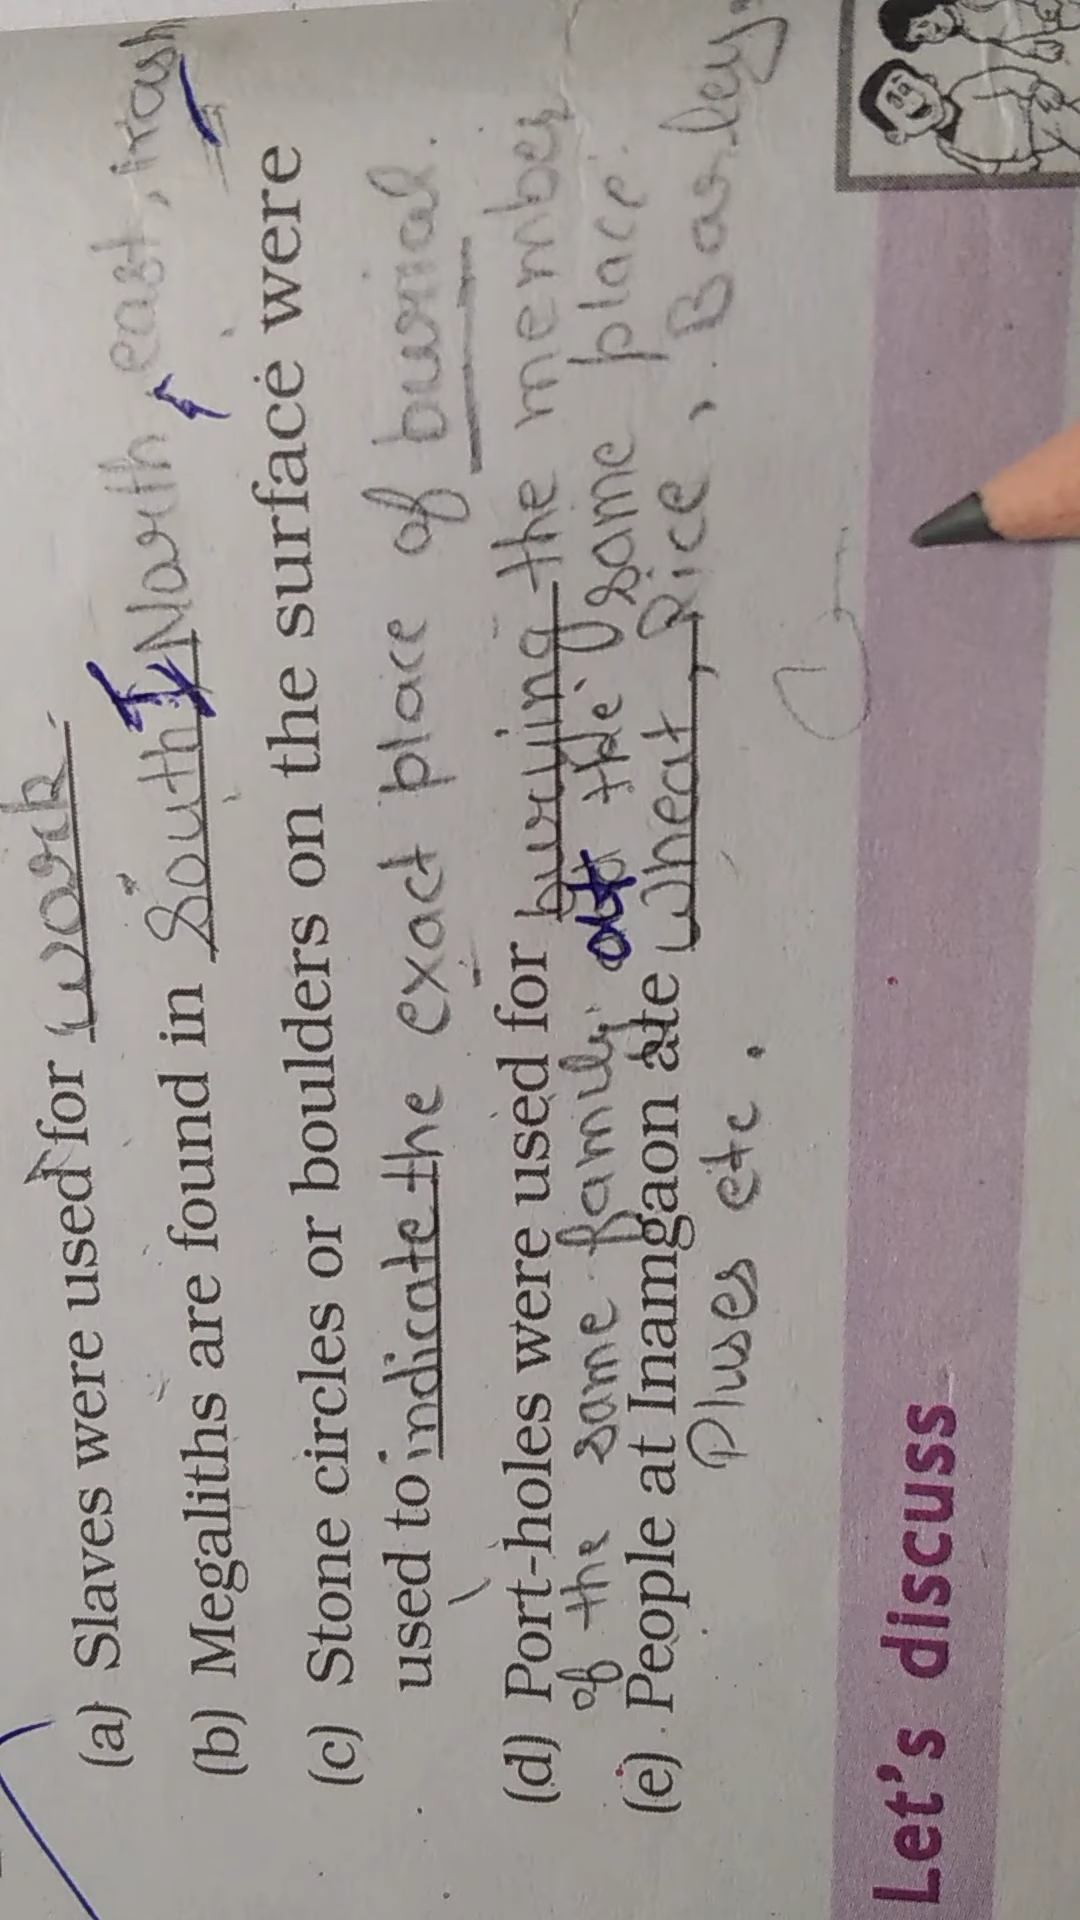 (a) Slaves were used for work.
(b) Megaliths are found in South, North, east,
(c) Stone circles or boulders on the surface were
used to indicate the exact place of burial.
(d) Port-holes were used for burying the member
of the same family. at the same place.
(e) People at Inamgaon ate Wheat, Rice, Barley,
Pluses etc.
Let's discuss